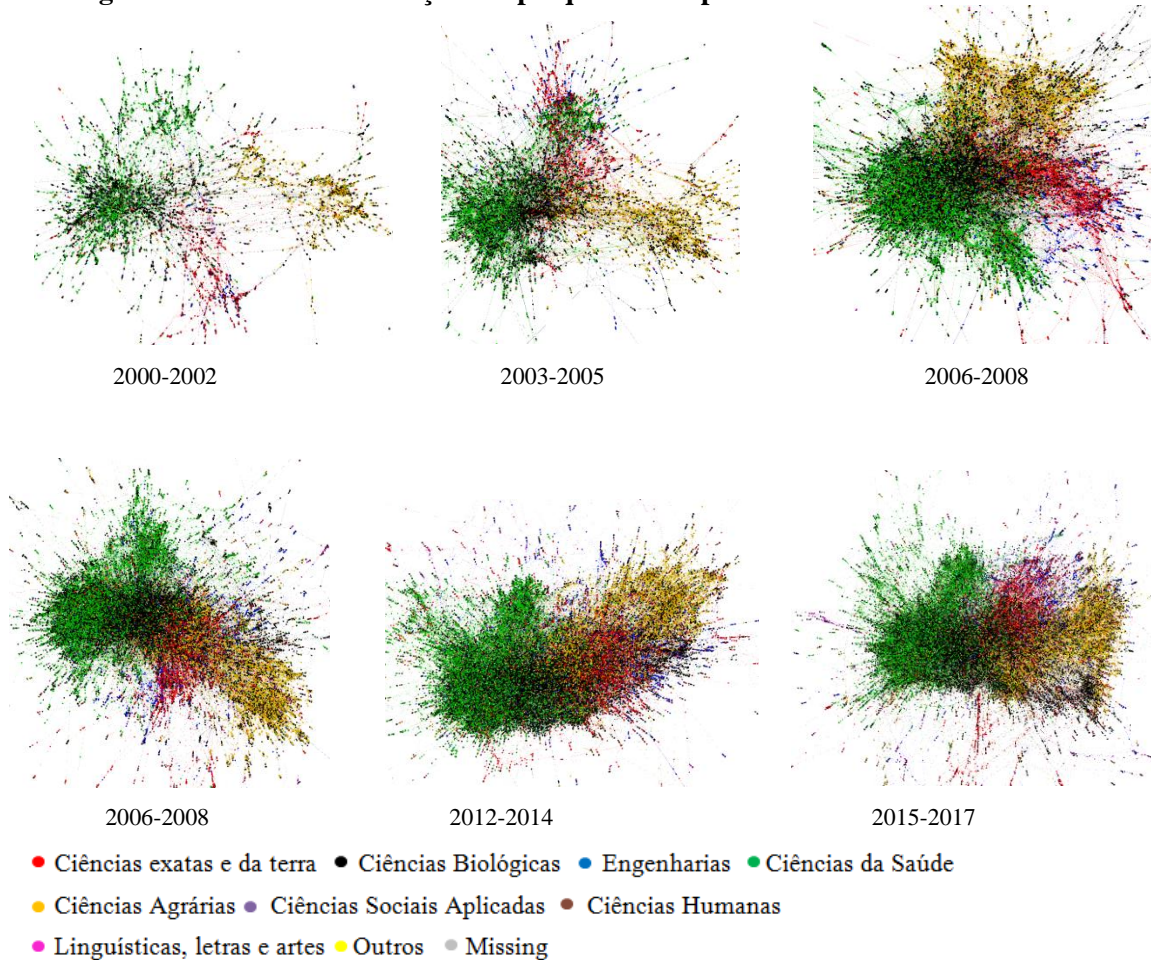 2000-2002 2003-2005 2006-2008
2006-2008 2012-2014 2015-2017
Ciências exatas e da terra Ciências Biológicas Engenharias Ciências da Saúde
Ciências Agrárias Ciências Sociais Aplicadas Ciências Humanas
Linguísticas, letras e artes Outros Missing